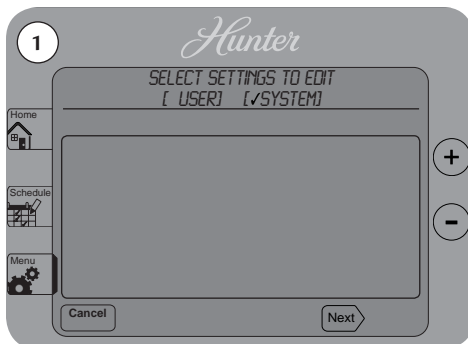 1
Hunter
SELECT SETTINGS TO EDIT
[ USER] [✓SYSTEM]
Home
+
Schedule
-
Menu
Cancel
Next